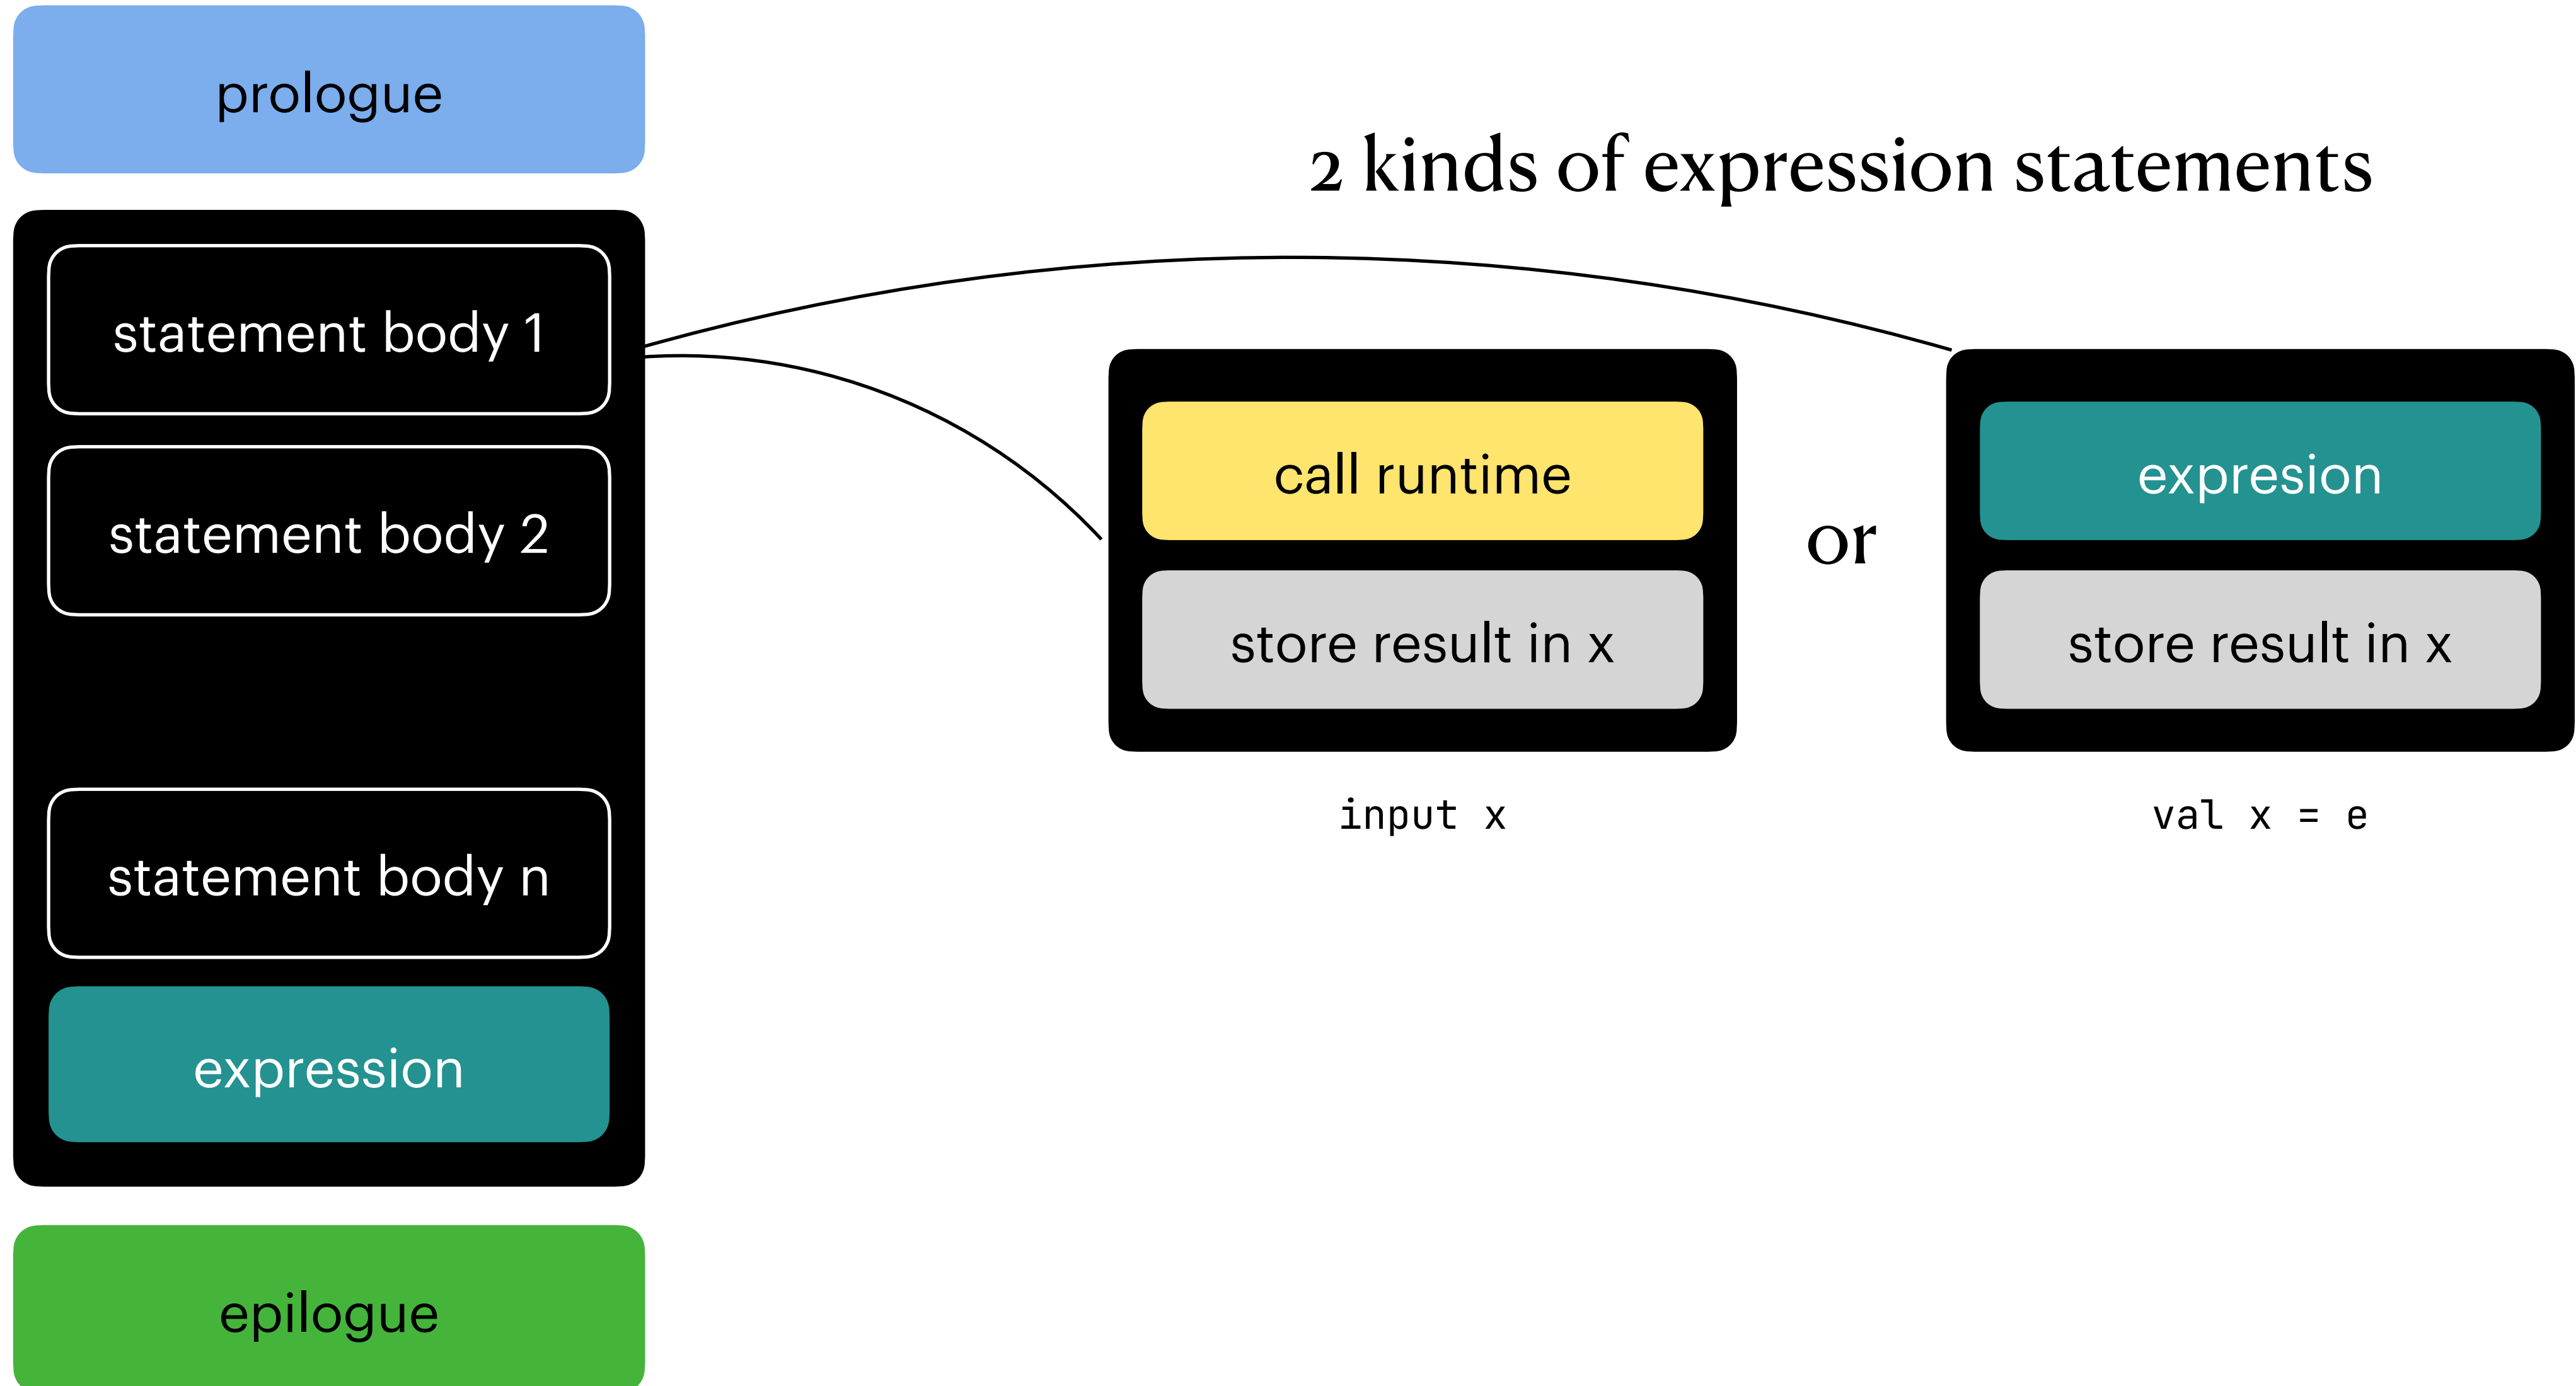 prologue
2 kinds of expression statements
statement body 1
statement body 2
statement body n
expression
epilogue
call runtime
store result in x
input x
or
expresion
store result in x
val x = e